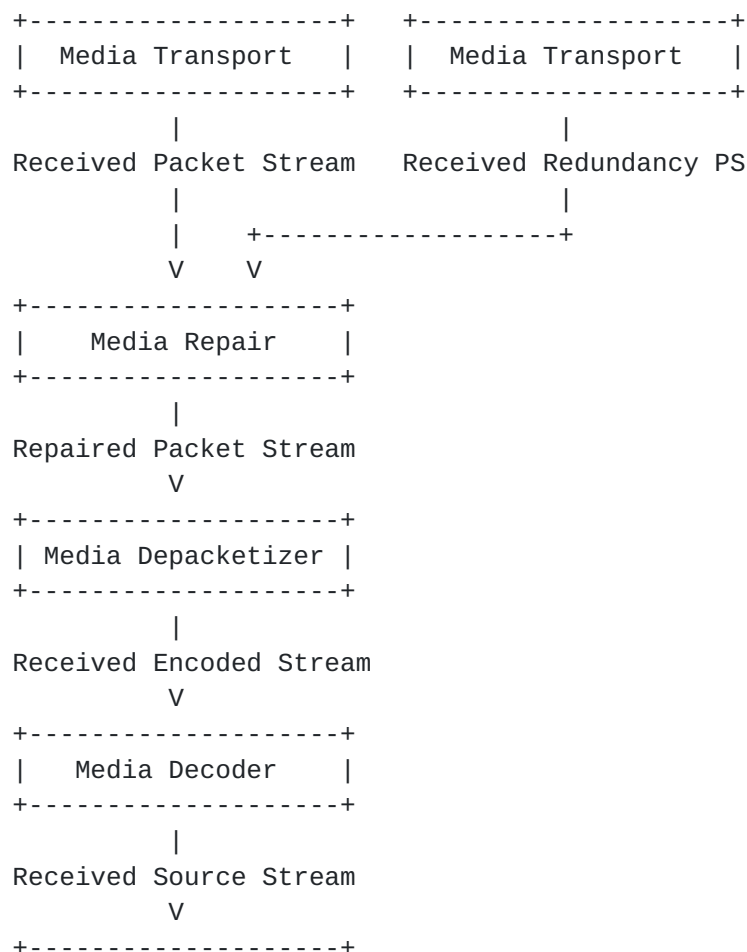 +--------------------+   +--------------------+
|   Media Transport   |   |   Media Transport   |
+--------------------+   +--------------------+
          |                        |
Received Packet Stream   Received Redundancy PS
          |                        |
          |    +-------------------+
          V    V
+--------------------+
|    Media Repair    |
+--------------------+
          |
Repaired Packet Stream
          V
+--------------------+
| Media Depacketizer |
+--------------------+
          |
Received Encoded Stream
          V
+--------------------+
|   Media Decoder    |
+--------------------+
          |
Received Source Stream
          V
+--------------------+